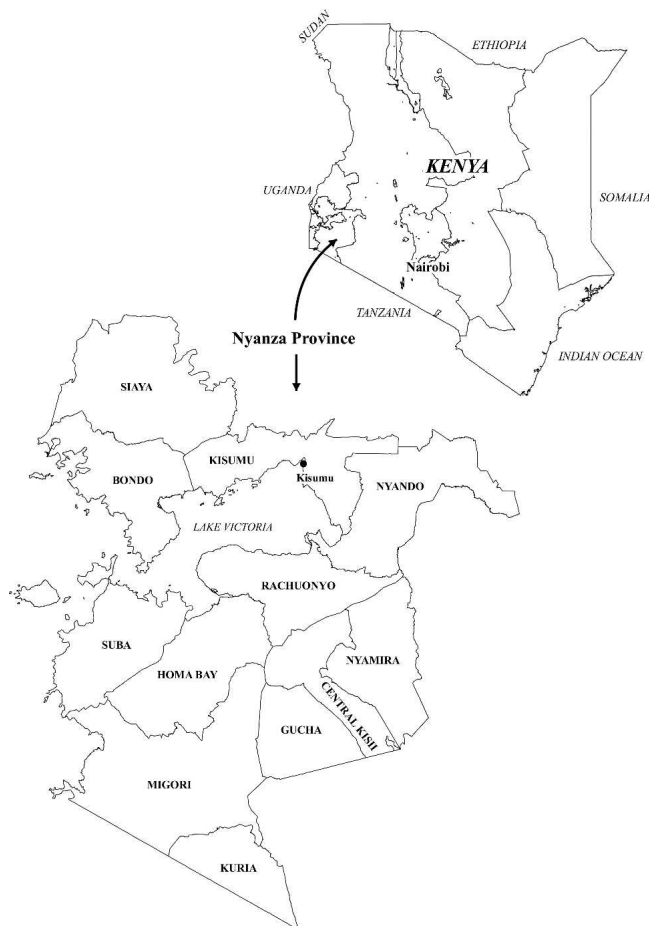 SUDAN
ETHIOPIA
KENYA
UGANDA
SOMALIA
Nairobi
TANZANIA
Nyanza Province
INDIAN OCEAN
SIAYA
KISUMU
BONDO
Kisumu
NYANDO
LAKE VICTORIA
RACHUONYO
SUBA
HOMA BAY
NYAMIRA
CENTRAL KISII
GUCHA
MIGORI
KURIA